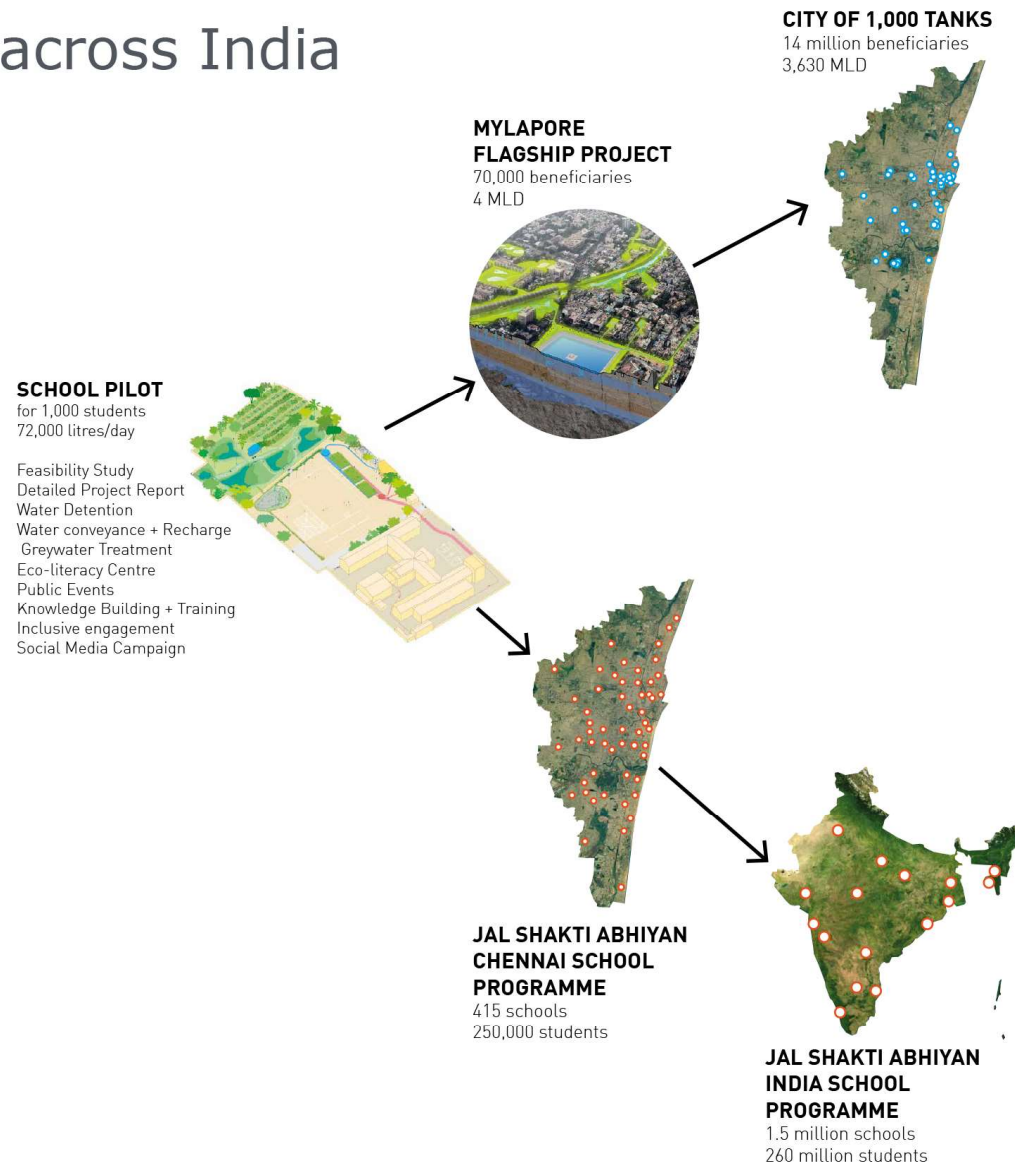 across India
CITY OF 1,000 TANKS
14 million beneficiaries
3,630 MLD
MYLAPORE
FLAGSHIP PROJECT
70,000 beneficiaries
4 MLD
SCHOOL PILOT
for 1,000 students
72,000 litres/day
Feasibility Study
Detailed Project Report
Water Detention
Water conveyance + Recharge
Greywater Treatment
Eco-literacy Centre
Public Events
Knowledge Building + Training
Inclusive engagement
Social Media Campaign
JAL SHAKTI ABHIYAN
CHENNAI SCHOOL
PROGRAMME
415 schools
250,000 students
JAL SHAKTI ABHIYAN
INDIA SCHOOL
PROGRAMME
1.5 million schools
260 million students